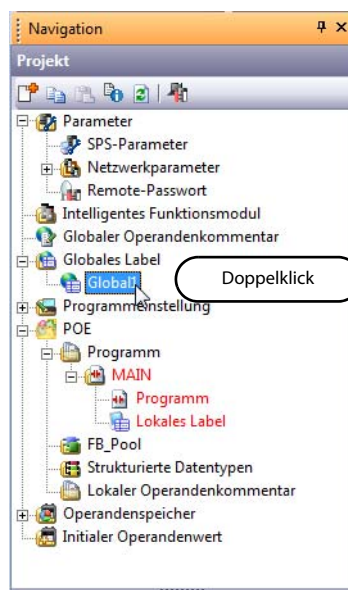 Navigation
Projekt
Parameter
SPS-Parameter
Netzwerkparameter
Remote-Passwort
Intelligentes Funktionsmodul
Globaler Operandenkommentar
Globales Label
Global1
Doppelklick
Programmeinstellung
POE
Programm
MAIN
Programm
Lokales Label
FB_Pool
Strukturierte Datentypen
Lokaler Operandenkommentar
Operandenspeicher
Initialer Operandenwert